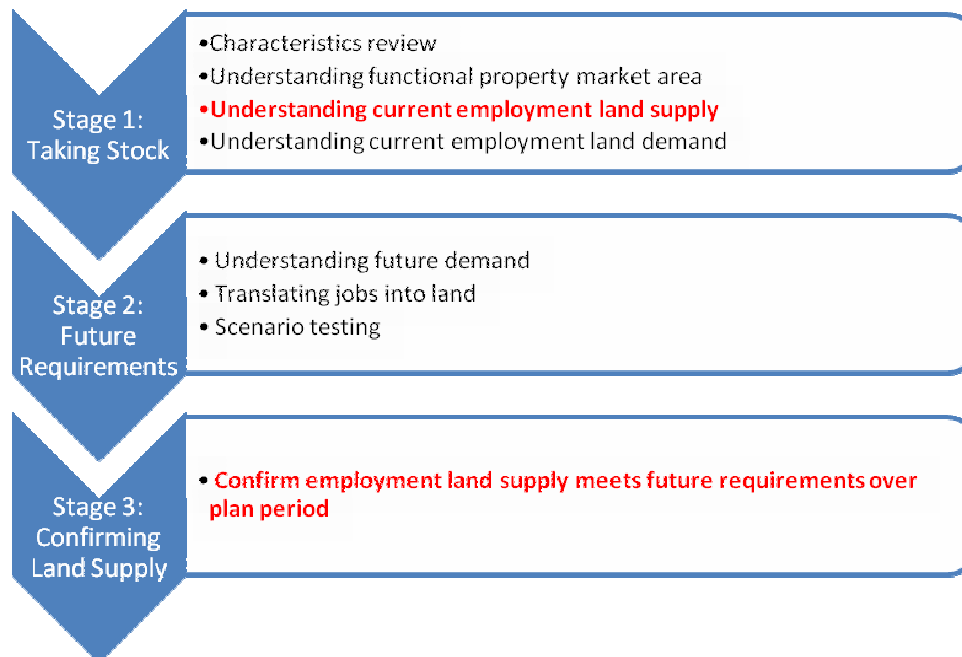 Stage 1:
Taking Stock
•Characteristics review
•Understanding functional property market area
•Understanding current employment land supply
•Understanding current employment land demand
Stage 2:
Future
Requirements
• Understanding future demand
• Translating jobs into land
• Scenario testing
Stage 3:
Confirming
Land Supply
• Confirm employment land supply meets future requirements over
plan period